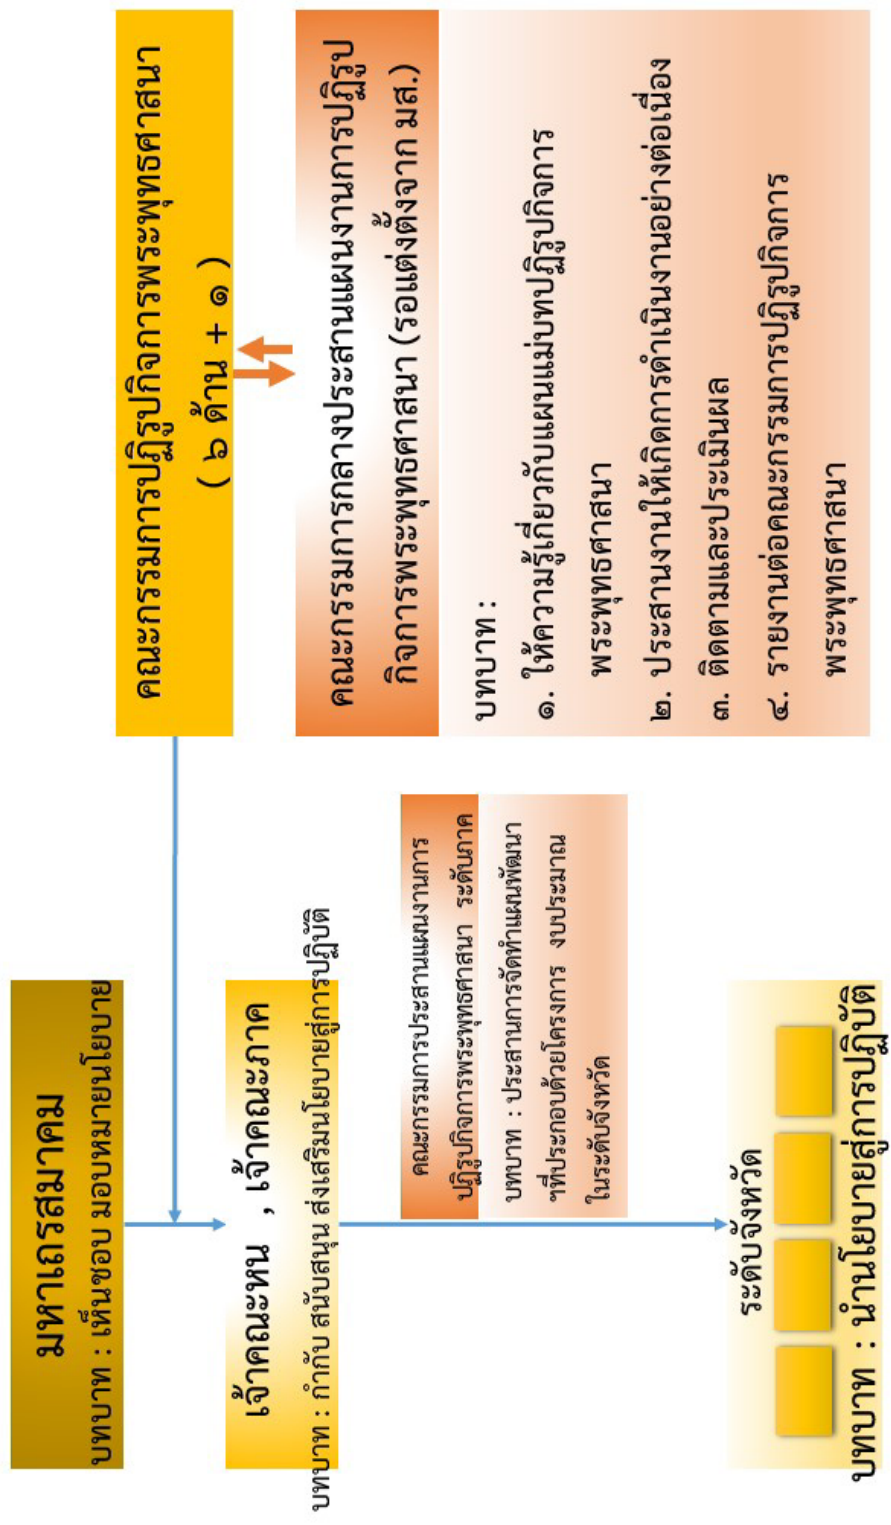 มหาเถรสมาคม
บทบาท : เห็นชอบ มอบหมายนโยบาย
คณะกรรมการปฏิรูปกิจการพระพุทธศาสนา
( ๖ ด้าน + ๑ )
เจ้าคณะหน , เจ้าคณะภาค
บทบาท : กำกับ สนับสนุน ส่งเสริมนโยบายสู่การปฏิบัติ
คณะกรรมการกลางประสานแผนงานการปฏิรูป
กิจการพระพุทธศาสนา (รอแต่งตั้งจาก มส.)
บทบาท :
๑. ให้ความรู้เกี่ยวกับแผนแม่บทปฏิรูปกิจการ
พระพุทธศาสนา
๒. ประสานงานให้เกิดการดำเนินงานอย่างต่อเนื่อง
๓. ติดตามและประเมินผล
๔. รายงานต่อคณะกรรมการปฏิรูปกิจการ
พระพุทธศาสนา
คณะกรรมการประสานแผนงานการ
ปฏิรูปกิจการพระพุทธศาสนา ระดับภาค
บทบาท : ประสานการจัดทำแผนพัฒนา
ฯที่ประกอบด้วยโครงการ งบประมาณ
ในระดับจังหวัด
ระดับจังหวัด
บทบาท : นำนโยบายสู่การปฏิบัติ